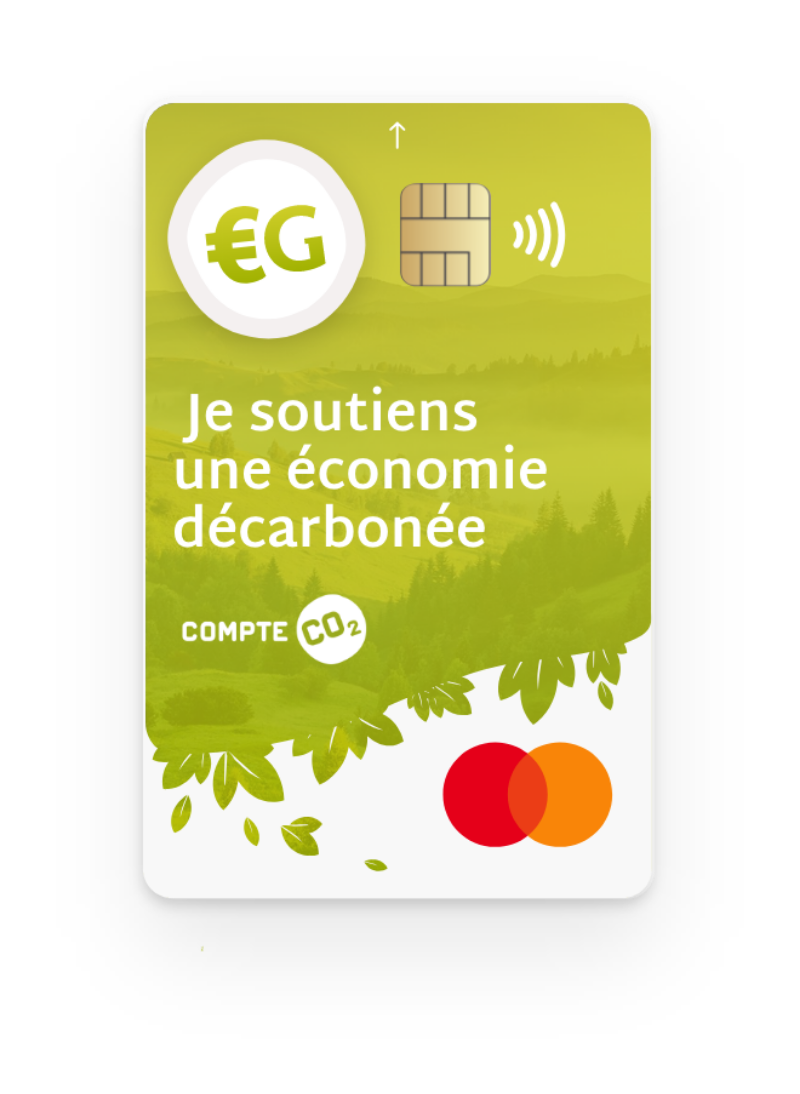 €G
Je soutiens
une économie
décarbonée
COMPTE CO₂